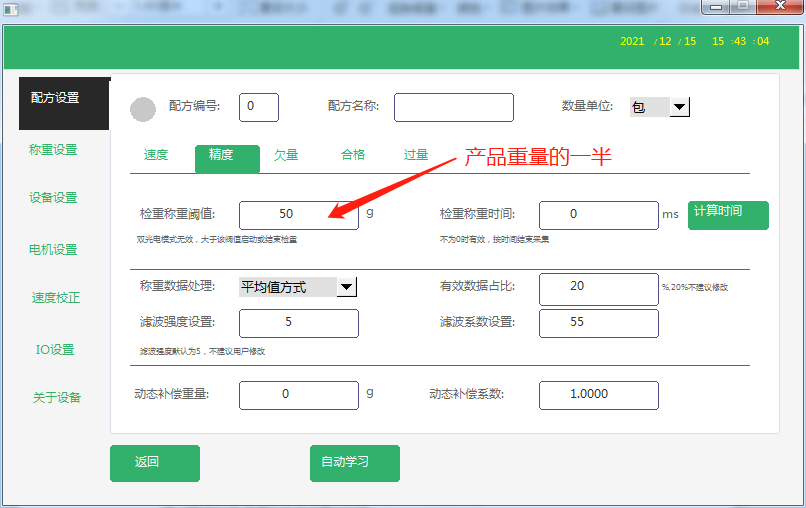 2021 / 12 / 15 15 : 43 : 04
配方设置
称重设置
设备设置
电机设置
速度校正
IO设置
关于设备
配方编号: 0 配方名称: 数量单位: 包
速度 精度 欠量 合格 过量
产品重量的一半
检重称重阈值: 50 g 检重称重时间: 0 ms 计算时间
双光电模式无效，大于该阀值启动或结束检重 不为0时有效，按时间结束采集
称重数据处理: 平均值方式 有效数据占比: 20 %,20%不建议修改
滤波强度设置: 5 滤波系数设置: 55
滤波强度默认为5，不建议用户修改
动态补偿重量: 0 g 动态补偿系数: 1.0000
返回 自动学习